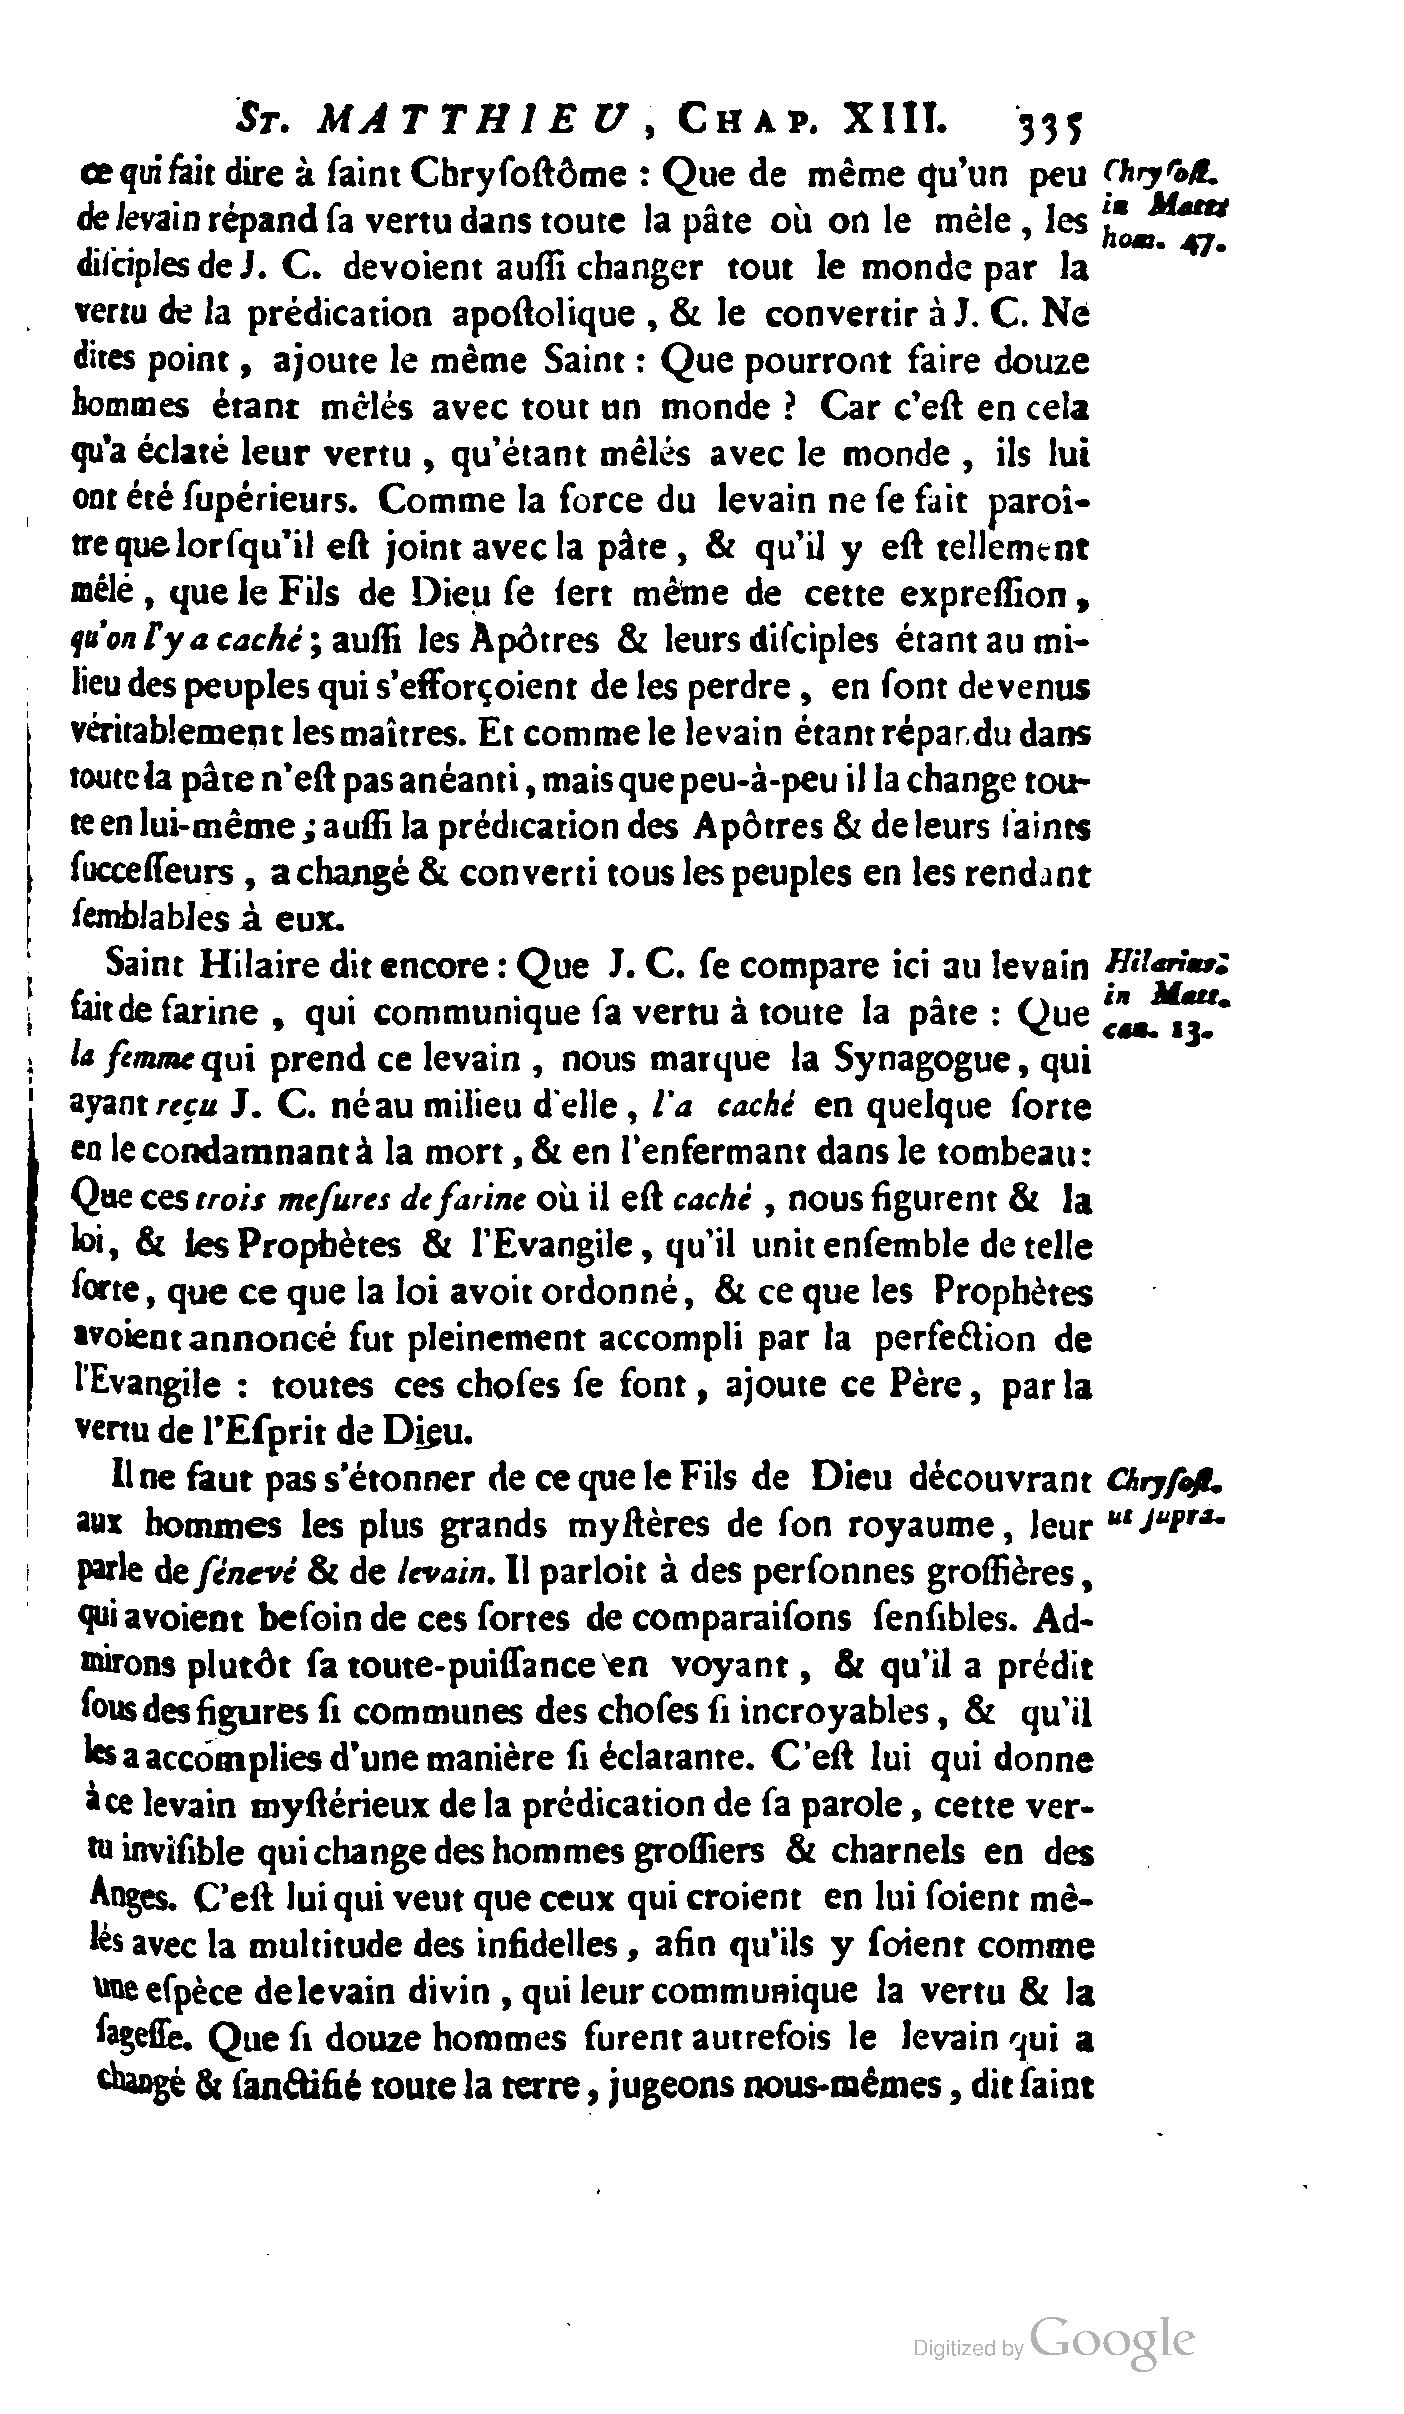 St. MATTHIEU, CHAP. XIII. 335
ce qui fait dire à ſaint Chryſoſtôme : Que de même qu'un peu
de levain répand ſa vertu dans toute la pâte où on le mêle, les
diſciples de J. C. devoient auſſi changer tout le monde par la
vertu de la prédication apoſtolique, & le convertir à J. C. Ne
dites point, ajoute le même Saint : Que pourront faire douze
hommes étant mêlés avec tout un monde ? Car c'eſt en cela
qu'a éclaté leur vertu, qu'étant mêlés avec le monde, ils lui
ont été ſupérieurs. Comme la force du levain ne ſe fait paroî-
tre que lorſqu'il eſt joint avec la pâte, & qu'il y eſt tellement
mêlé, que le Fils de Dieu ſe ſert même de cette expreſſion,
qu'on l'y a caché ; auſſi les Apôtres & leurs diſciples étant au mi-
lieu des peuples qui s'efforçoient de les perdre, en ſont devenus
véritablement les maîtres. Et comme le levain étant répandu dans
toute la pâte n'eſt pas anéanti, mais que peu-à-peu il la change tou-
te en lui-même ; auſſi la prédication des Apôtres & de leurs ſaints
ſucceſſeurs, a changé & converti tous les peuples en les rendant
ſemblables à eux.
Saint Hilaire dit encore : Que J. C. ſe compare ici au levain
fait de farine, qui communique ſa vertu à toute la pâte : Que
la femme qui prend ce levain, nous marque la Synagogue, qui
ayant reçu J. C. né au milieu d'elle, l'a caché en quelque ſorte
en le condamnant à la mort, & en l'enfermant dans le tombeau :
Que ces trois meſures de farine où il eſt caché, nous figurent & la
loi, & les Prophètes & l'Evangile, qu'il unit enſemble de telle
ſorte, que ce que la loi avoit ordonné, & ce que les Prophètes
avoient annoncé fut pleinement accompli par la perfection de
l'Evangile : toutes ces choſes ſe font, ajoute ce Père, par la
vertu de l'Eſprit de Dieu.
Il ne faut pas s'étonner de ce que le Fils de Dieu découvrant
aux hommes les plus grands myſtères de ſon royaume, leur
parle de ſénevé & de levain. Il parloit à des perſonnes groſſières,
qui avoient beſoin de ces ſortes de comparaiſons ſenſibles. Ad-
mirons plutôt ſa toute-puiſſance en voyant, & qu'il a prédit
ſous des figures ſi communes des choſes ſi incroyables, & qu'il
les a accomplies d'une manière ſi éclatante. C'eſt lui qui donne
à ce levain myſtérieux de la prédication de ſa parole, cette ver-
tu inviſible qui change des hommes groſſiers & charnels en des
Anges. C'eſt lui qui veut que ceux qui croient en lui ſoient mê-
lés avec la multitude des infidelles, afin qu'ils y ſoient comme
une eſpèce de levain divin, qui leur communique la vertu & la
ſageſſe. Que ſi douze hommes furent autrefois le levain qui a
changé & ſanctifié toute la terre, jugeons nous-mêmes, dit ſaint
Chryſoſt.
in Matt.
hom. 47.
Hilarius.
in Matt.
can. 13.
Chryſoſt.
ut ſupra.
Digitized by Google